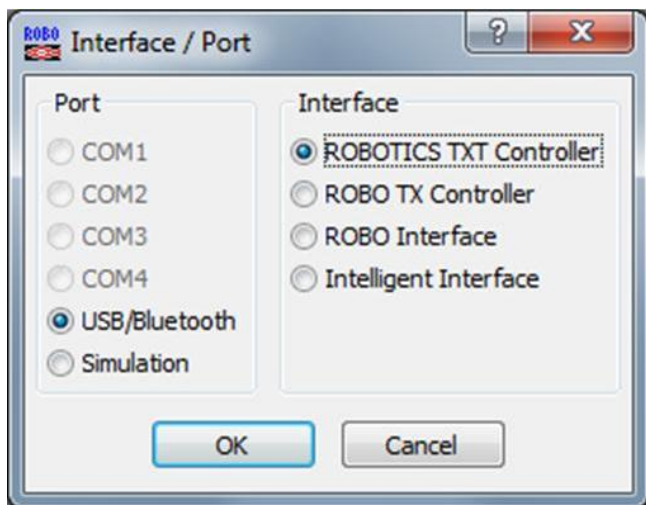 ROBO
Interface / Port
?
X
Port
COM1
COM2
COM3
COM4
USB/Bluetooth
Simulation
Interface
ROBOTICS TXT Controller
ROBO TX Controller
ROBO Interface
Intelligent Interface
OK
Cancel